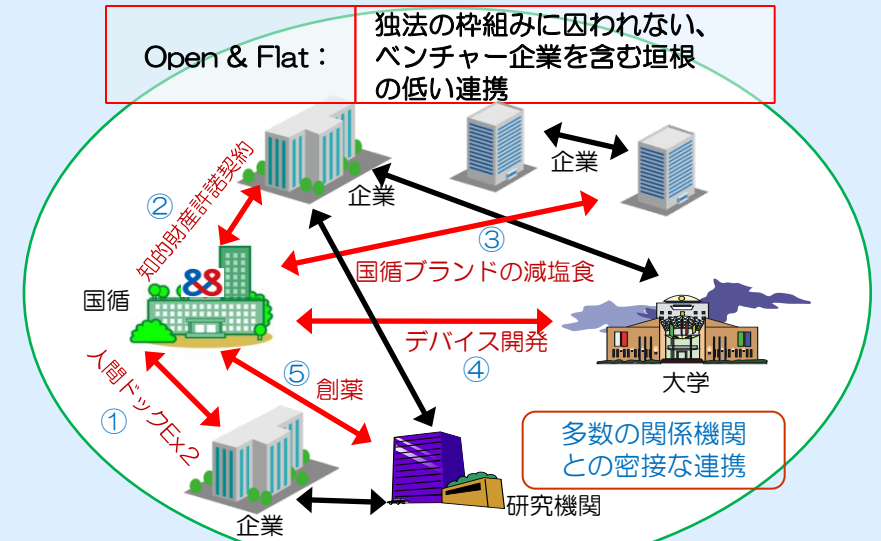 Open & Flat：
独法の枠組みに囚われない、
ベンチャー企業を含む垣根
の低い連携
企業
企業
②
知的財産許諾契約
③
国循ブランドの減塩食
国循
デバイス開発
④
大学
人間ドックEx2
①
⑤
創薬
多数の関係機関
との密接な連携
研究機関
企業